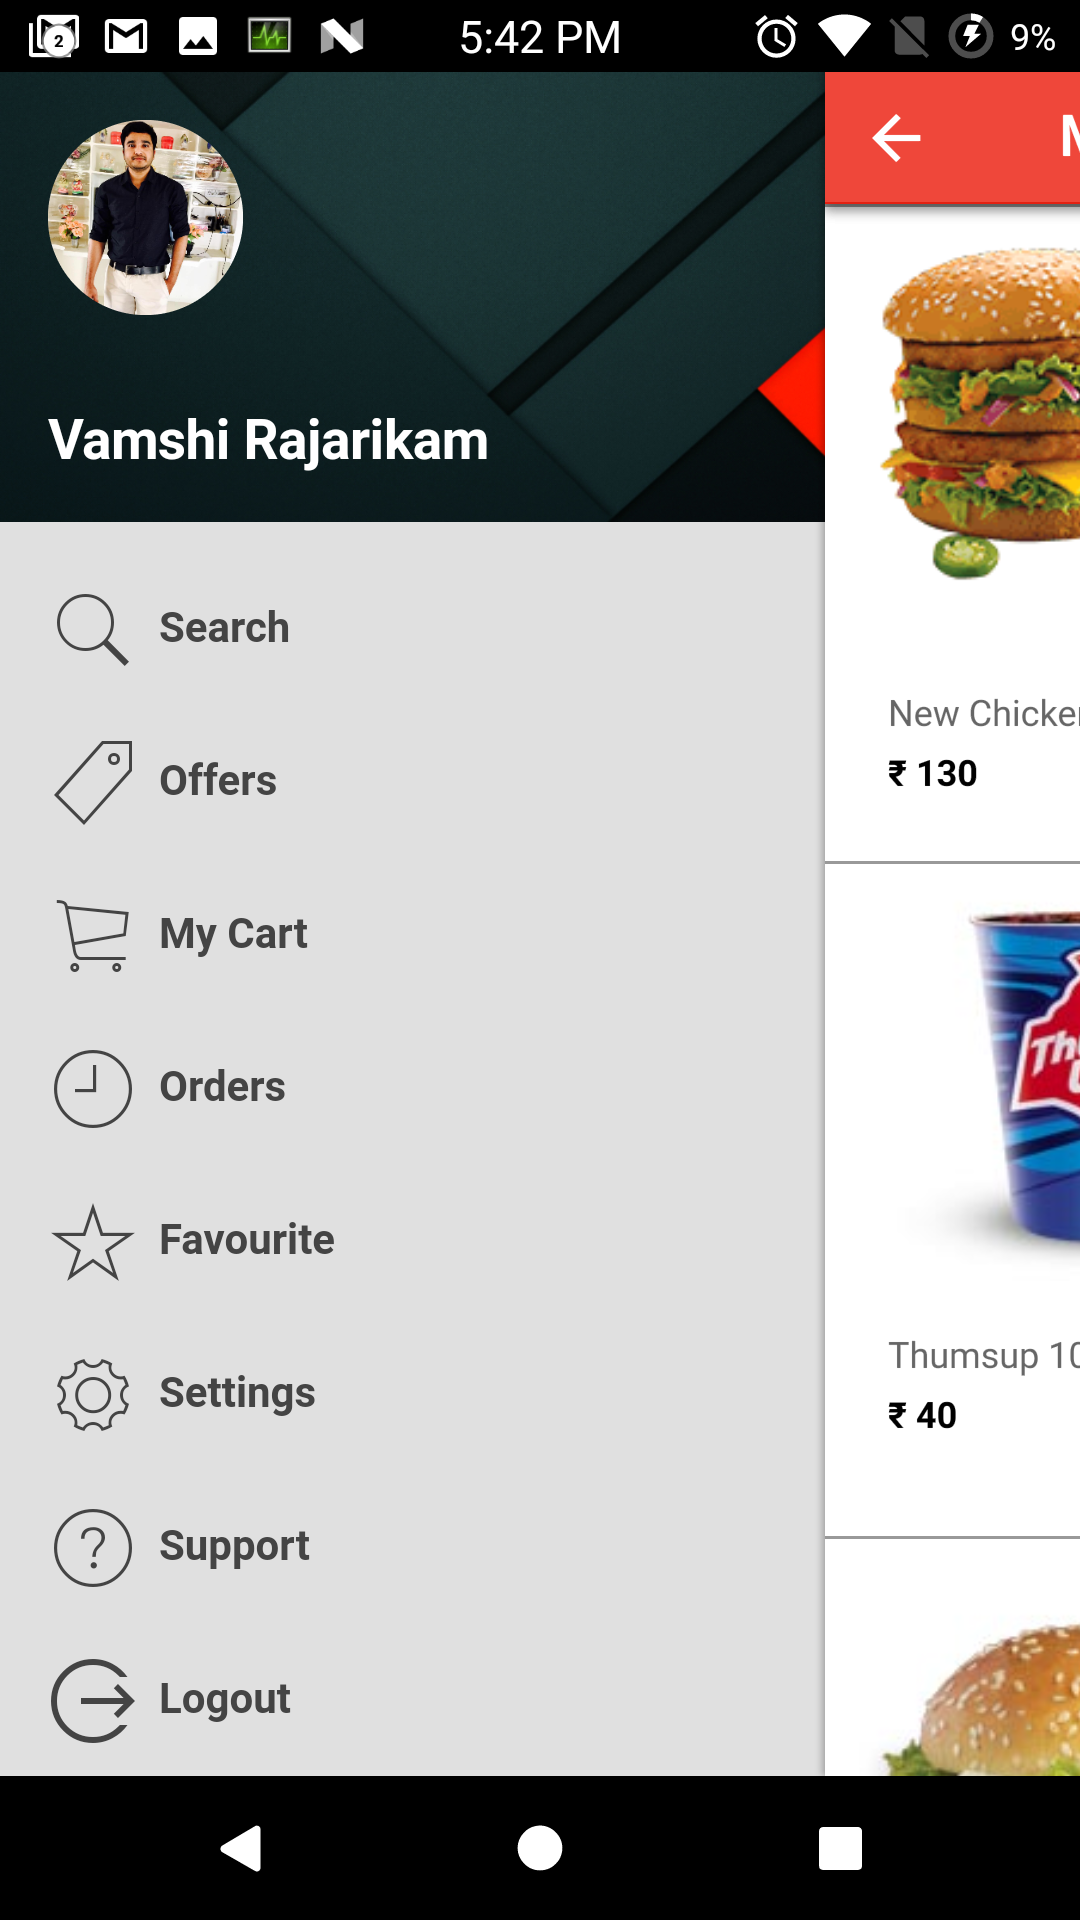 2
5:42 PM
9%
Vamshi Rajarikam
Search
Offers
My Cart
Orders
Favourite
Settings
Support
Logout
M
New Chicke
₹ 130
Th
Thumsup 10
₹ 40